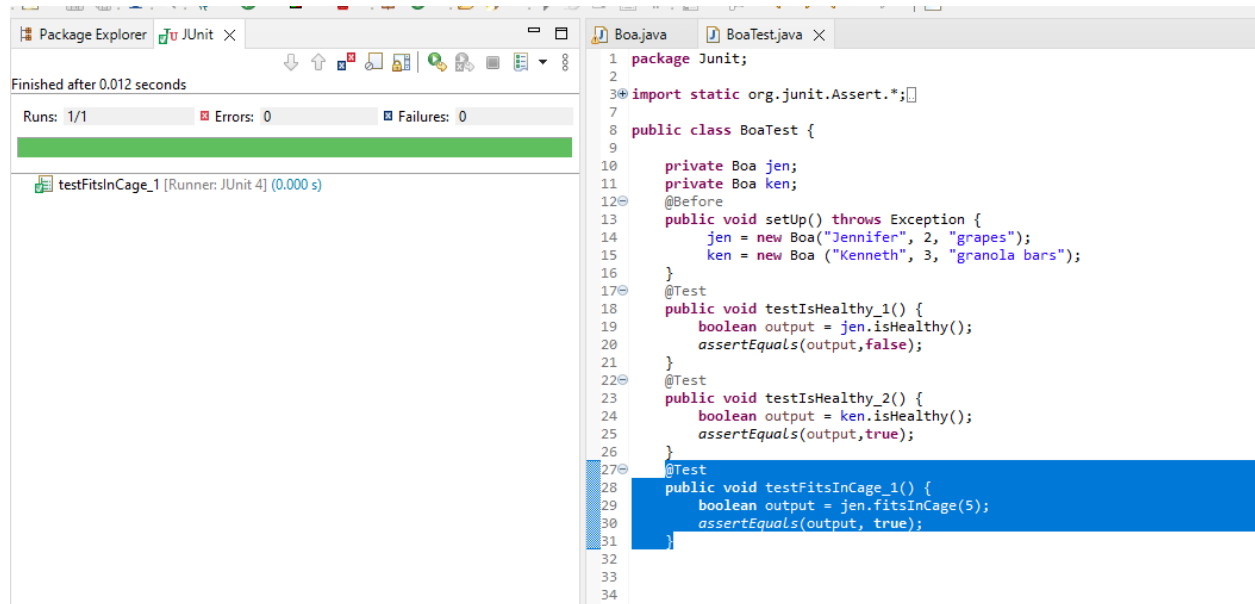 Package Explorer JUnit
Finished after 0.012 seconds
Runs: 1/1 Errors: 0 Failures: 0
testFitsInCage_1 [Runner: JUnit 4] (0.000 s)
Boa.java BoaTest.java
1 package Junit;
2
3 import static org.junit.Assert.*;
7
8 public class BoaTest {
9
10 private Boa jen;
11 private Boa ken;
12 @Before
13 public void setUp() throws Exception {
14 jen = new Boa("Jennifer", 2, "grapes");
15 ken = new Boa ("Kenneth", 3, "granola bars");
16 }
17 @Test
18 public void testIsHealthy_1() {
19 boolean output = jen.isHealthy();
20 assertEquals(output,false);
21 }
22 @Test
23 public void testIsHealthy_2() {
24 boolean output = ken.isHealthy();
25 assertEquals(output,true);
26 }
27 @Test
28 public void testFitsInCage_1() {
29 boolean output = jen.fitsInCage(5);
30 assertEquals(output, true);
31 }
32
33
34